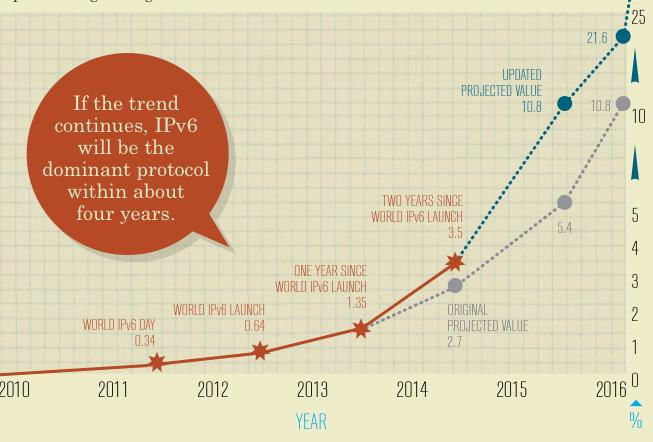 25
21.6
UPDATED
PROJECTED VALUE
10.8
10.8
10
If the trend
continues, IPv6
will be the
dominant protocol
within about
four years.
TWO YEARS SINCE
WORLD IPv6 LAUNCH
3.5
5
5.4
4
ONE YEAR SINCE
WORLD IPv6 LAUNCH
1.35
3
WORLD IPv6 LAUNCH
0.64
ORIGINAL
PROJECTED VALUE
2.7
2
WORLD IPv6 DAY
0.34
1
0
2010 2011 2012 2013 2014 2015 2016
YEAR
%